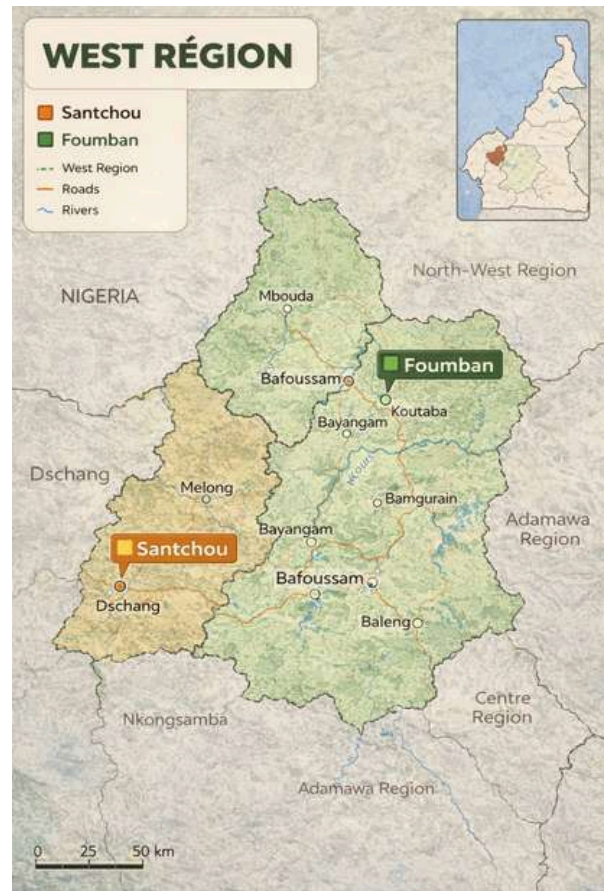 WEST RÉGION
Santchou
Foumban
West Region
Roads
Rivers
North-West Region
NIGERIA
Mbouda
Foumban
Bafoussam
Koutaba
Bayangam
Dschang
Melong
Bamgurain
Adamawa
Region
Bayangam
Santchou
Bafoussam
Dschang
Baleng
Centre
Region
Nkongsamba
Adamawa Region
0 25 50 km